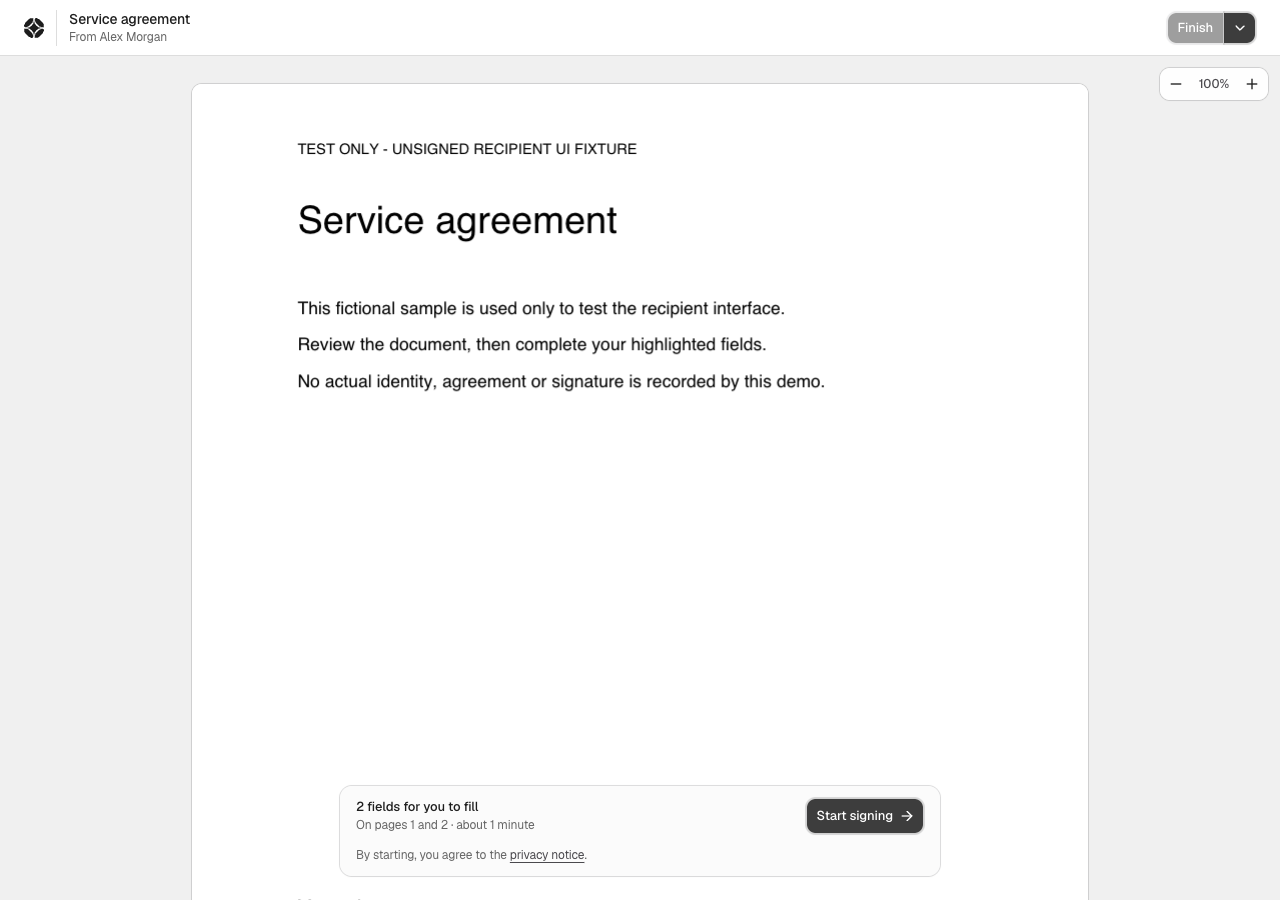 Service agreement
From Alex Morgan
Finish
100%
TEST ONLY - UNSIGNED RECIPIENT UI FIXTURE
Service agreement
This fictional sample is used only to test the recipient interface.
Review the document, then complete your highlighted fields.
No actual identity, agreement or signature is recorded by this demo.
2 fields for you to fill
On pages 1 and 2 · about 1 minute
Start signing
By starting, you agree to the privacy notice.